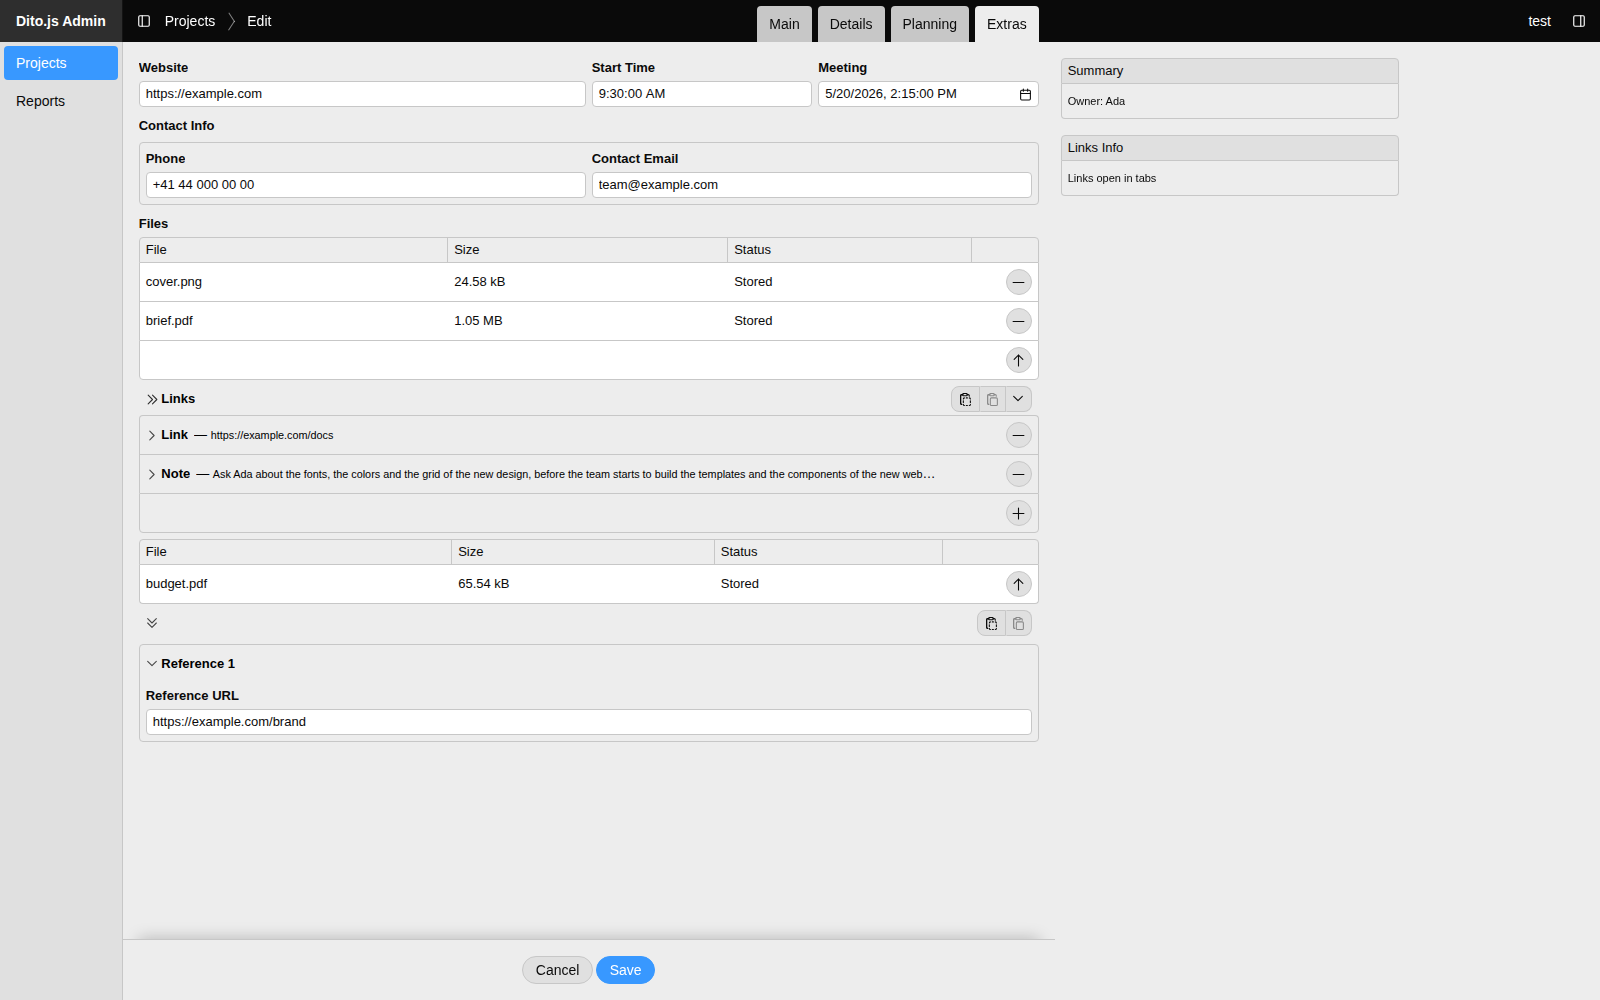 Dito.js Admin
Projects
Edit
Main
Details
Planning
Extras
test
Projects
Reports
Website
Start Time
Meeting
https://example.com
9:30:00 AM
5/20/2026, 2:15:00 PM
Contact Info
Phone
Contact Email
+41 44 000 00 00
team@example.com
Files
File
Size
Status
cover.png
24.58 kB
Stored
brief.pdf
1.05 MB
Stored
Links
Link — https://example.com/docs
Note — Ask Ada about the fonts, the colors and the grid of the new design, before the team starts to build the templates and the components of the new web…
File
Size
Status
budget.pdf
65.54 kB
Stored
Reference 1
Reference URL
https://example.com/brand
Cancel
Save
Summary
Owner: Ada
Links Info
Links open in tabs